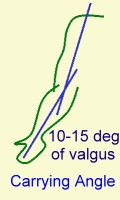 10-15 deg
of valgus
Carrying Angle